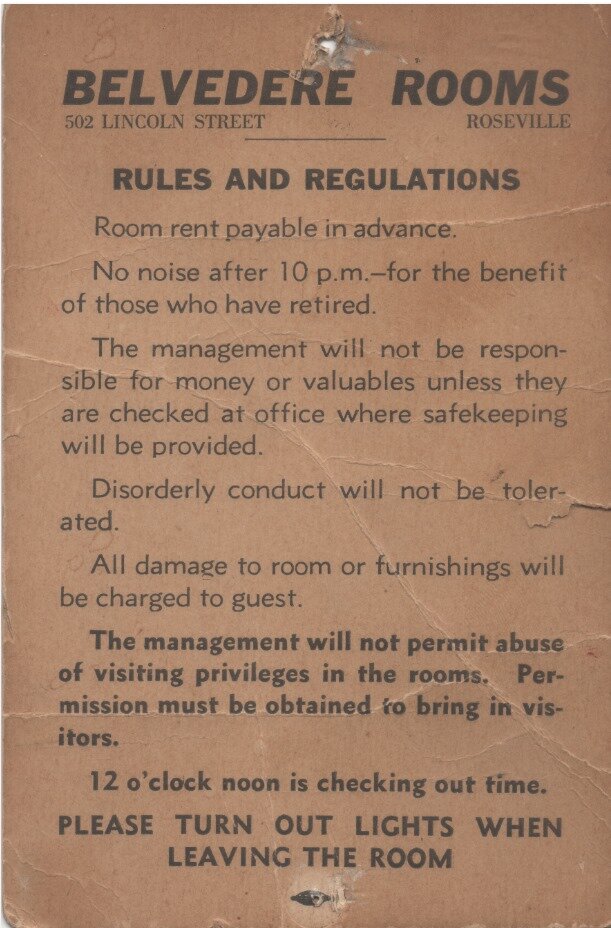 BELVEDERE ROOMS
502 LINCOLN STREET ROSEVILLE
RULES AND REGULATIONS
Room rent payable in advance.
No noise after 10 p.m.—for the benefit
of those who have retired.
The management will not be respon-
sible for money or valuables unless they
are checked at office where safekeeping
will be provided.
Disorderly conduct will not be toler-
ated.
All damage to room or furnishings will
be charged to guest.
The management will not permit abuse
of visiting privileges in the rooms. Per-
mission must be obtained to bring in vis-
itors.
12 o'clock noon is checking out time.
PLEASE TURN OUT LIGHTS WHEN
LEAVING THE ROOM